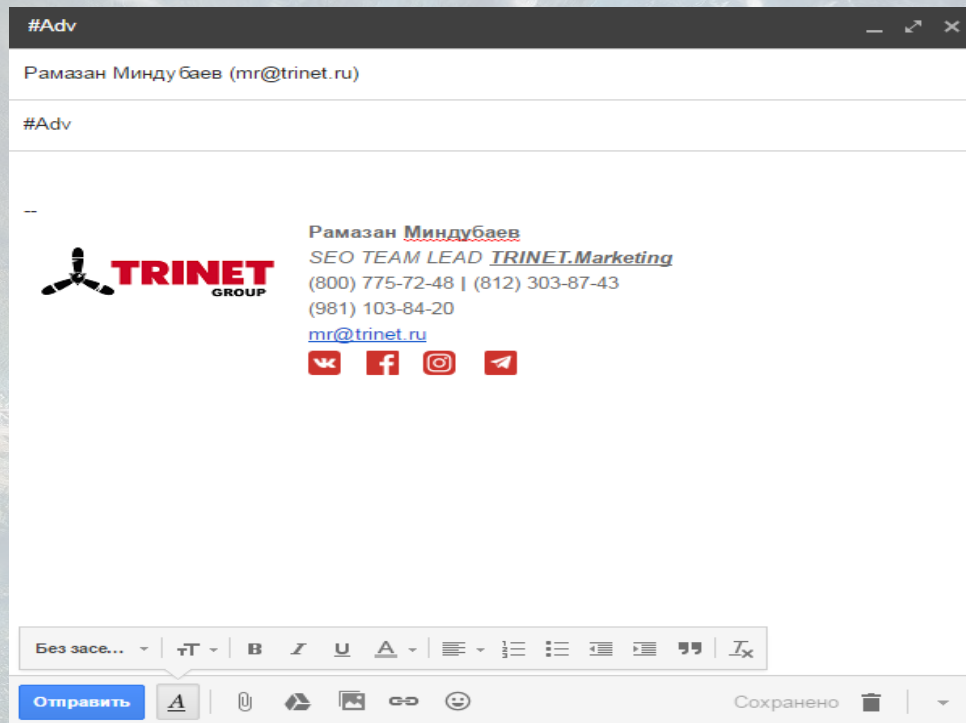 #Adv
Рамазан Миндубаев (mr@trinet.ru)
#Adv
--
TRINET
GROUP
Рамазан Миндубаев
SEO TEAM LEAD TRINET.Marketing
(800) 775-72-48 | (812) 303-87-43
(981) 103-84-20
mr@trinet.ru
Без засе...
Отправить
Сохранено